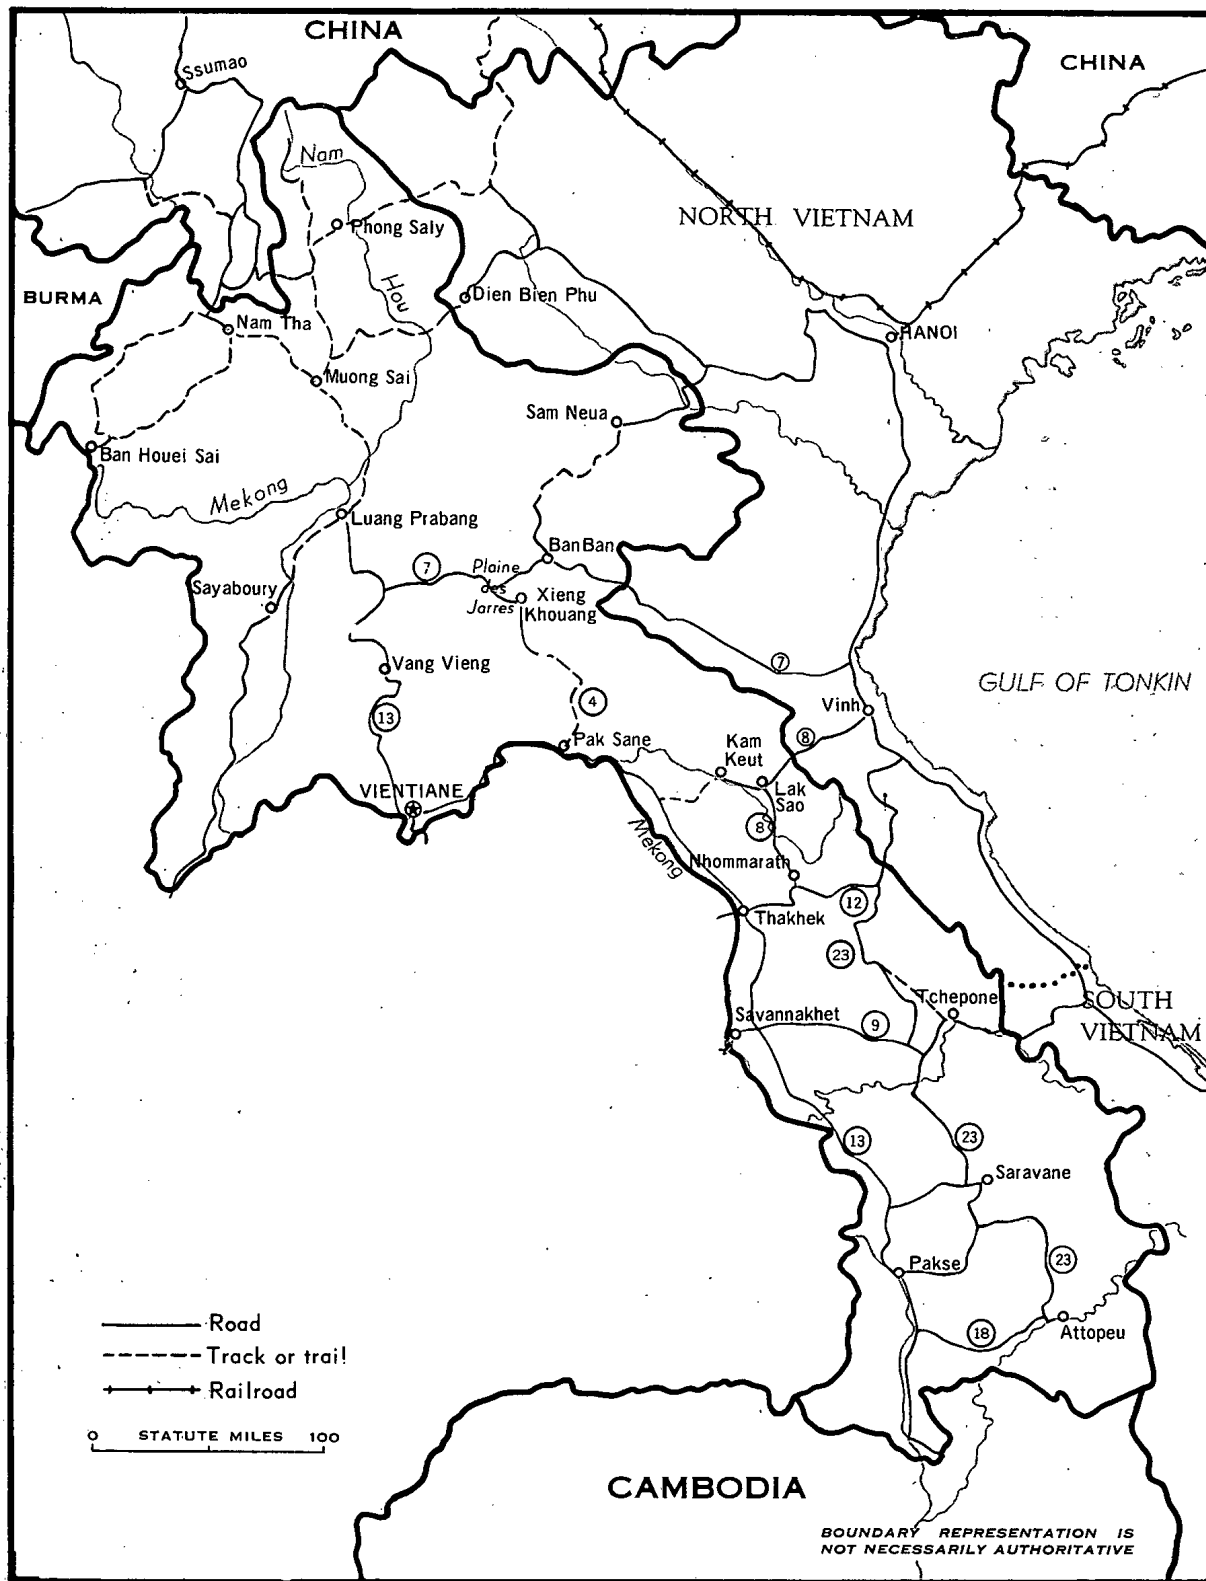 CHINA
CHINA
Ssumao
Nam
Phong Saly
NORTH VIETNAM
Hou
BURMA
Dien Bien Phu
Nam Tha
HANOI
Muong Sai
Sam Neua
Ban Houei Sai
Mekong
Luang Prabang
Ban Ban
7
Plaine
des
Jarres
Xieng
Khouang
Sayaboury
7
Vang Vieng
GULF OF TONKIN
4
Vinh
13
8
Pak Sane
Kam
Keut
VIENTIANE
Lak
Sao
8
Mekong
Nhommarath
12
Thakhek
23
Tchepone
SOUTH
VIETNAM
Savannakhet
9
13
23
Saravane
Pakse
23
18
Attopeu
Road
Track or trail
Railroad
0 STATUTE MILES 100
CAMBODIA
BOUNDARY REPRESENTATION IS
NOT NECESSARILY AUTHORITATIVE